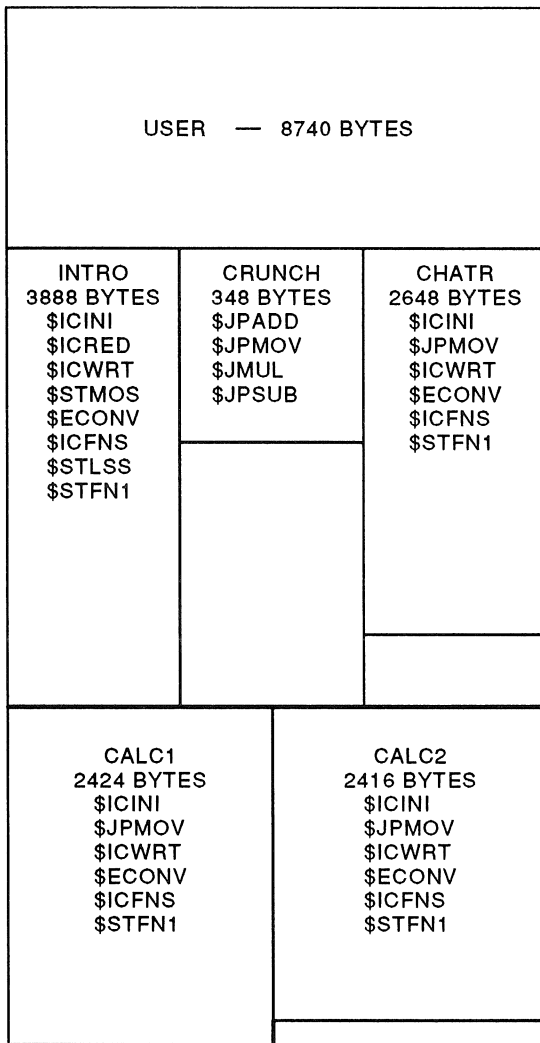 USER — 8740 BYTES
INTRO
3888 BYTES
$ICINI
$ICRED
$ICWRT
$STMOS
$ECONV
$ICFNS
$STLSS
$STFN1
CRUNCH
348 BYTES
$JPADD
$JPMOV
$JMUL
$JPSUB
CHATR
2648 BYTES
$ICINI
$JPMOV
$ICWRT
$ECONV
$ICFNS
$STFN1
CALC1
2424 BYTES
$ICINI
$JPMOV
$ICWRT
$ECONV
$ICFNS
$STFN1
CALC2
2416 BYTES
$ICINI
$JPMOV
$ICWRT
$ECONV
$ICFNS
$STFN1